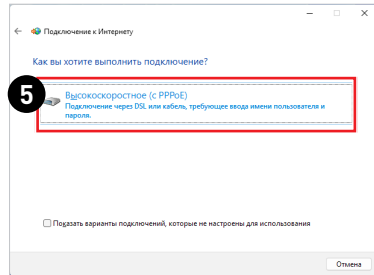 Подключение к Интернету
Как вы хотите выполнить подключение?
5
Высокоскоростное (с PPPoE)
Подключение через DSL или кабель, требующее ввода имени пользователя и
пароля.
Показать варианты подключений, которые не настроены для использования
Отмена